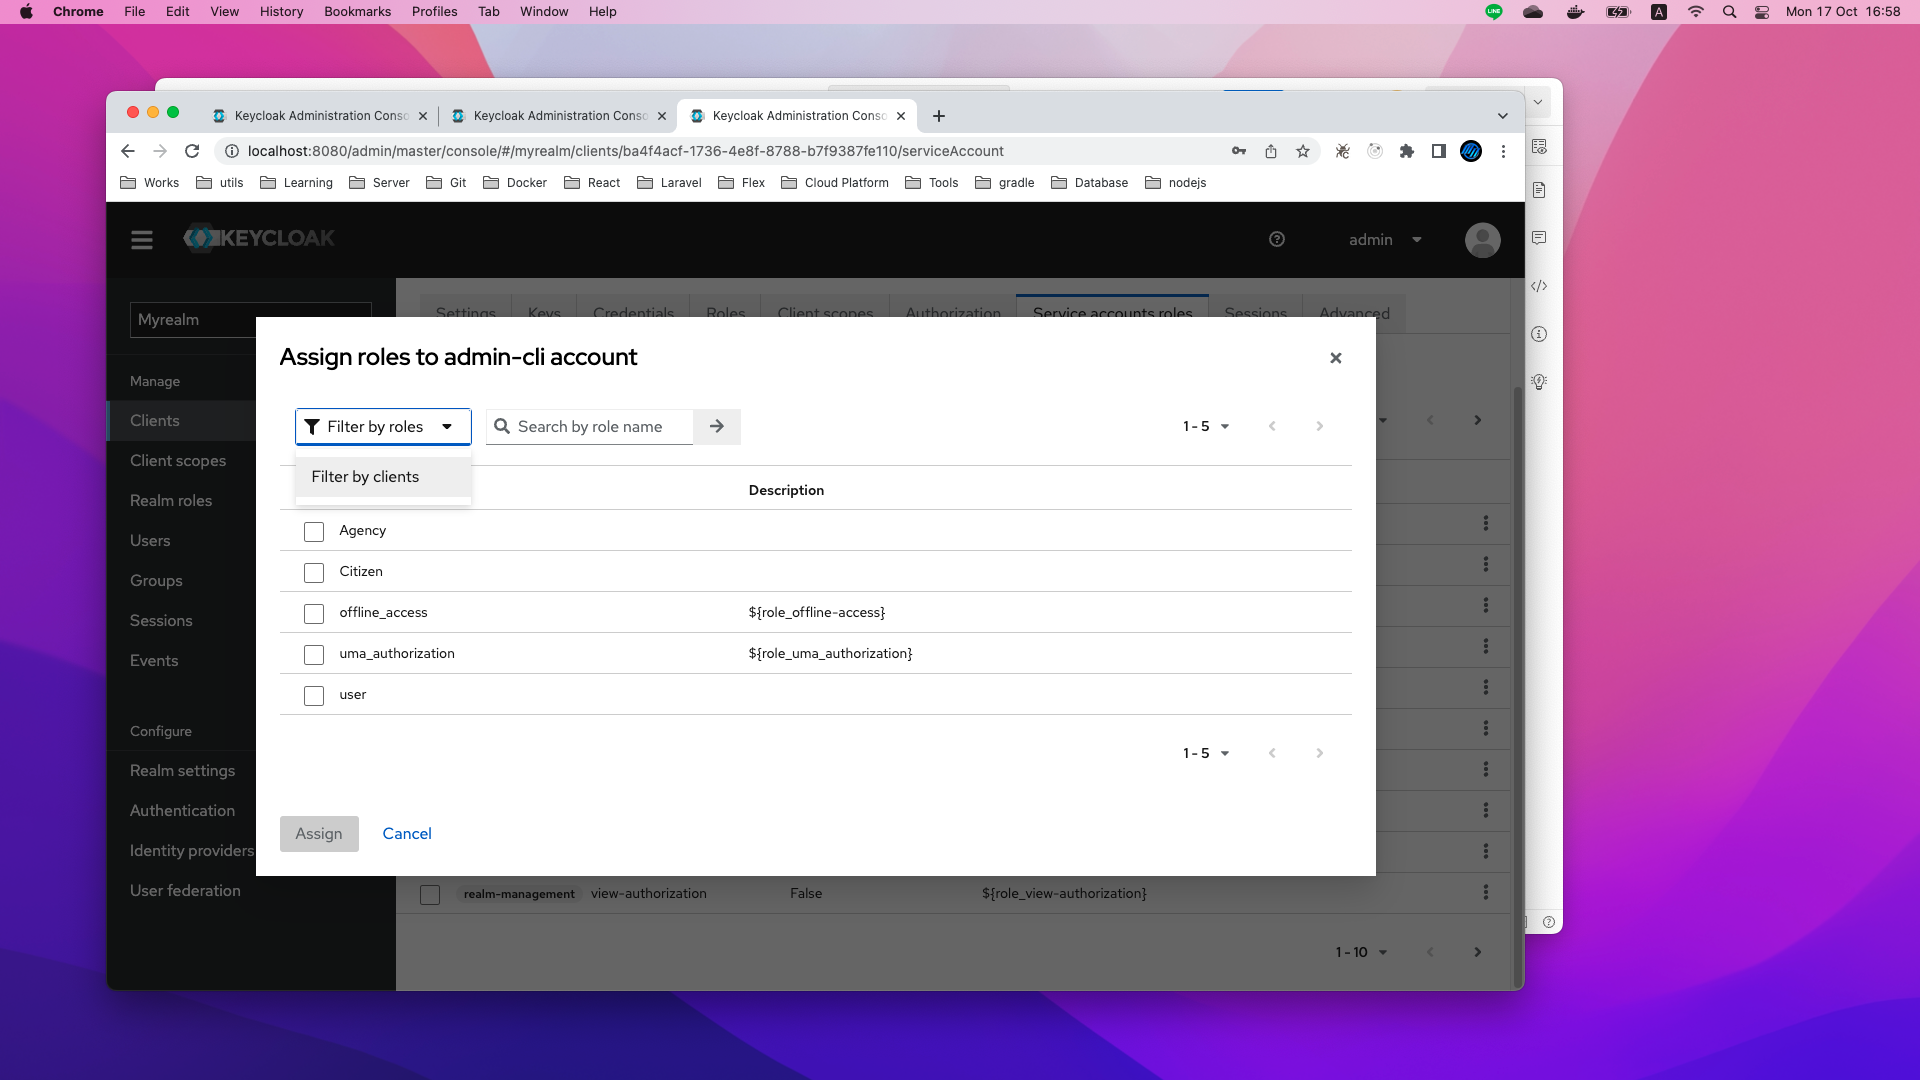 Chrome File Edit View History Bookmarks Profiles Tab Window Help LINE A Mon 17 Oct 16:58
Keycloak Administration Conso Keycloak Administration Conso Keycloak Administration Conso
localhost:8080/admin/master/console/#/myrealm/clients/ba4f4acf-1736-4e8f-8788-b7f9387fe110/serviceAccount
Works utils Learning Server Git Docker React Laravel Flex Cloud Platform Tools gradle Database nodejs
KEYCLOAK admin
Myrealm
Settings Keys Credentials Roles Client scopes Authorization Service accounts roles Sessions Advanced
Manage
Clients
Client scopes
Realm roles
Users
Groups
Sessions
Events
Configure
Realm settings
Authentication
Identity providers
User federation
Assign roles to admin-cli account
Filter by roles Search by role name 1 - 5
Filter by clients
Description
Agency
Citizen
offline_access ${role_offline-access}
uma_authorization ${role_uma_authorization}
user
1 - 5
Assign Cancel
realm-management view-authorization False ${role_view-authorization}
1 - 10